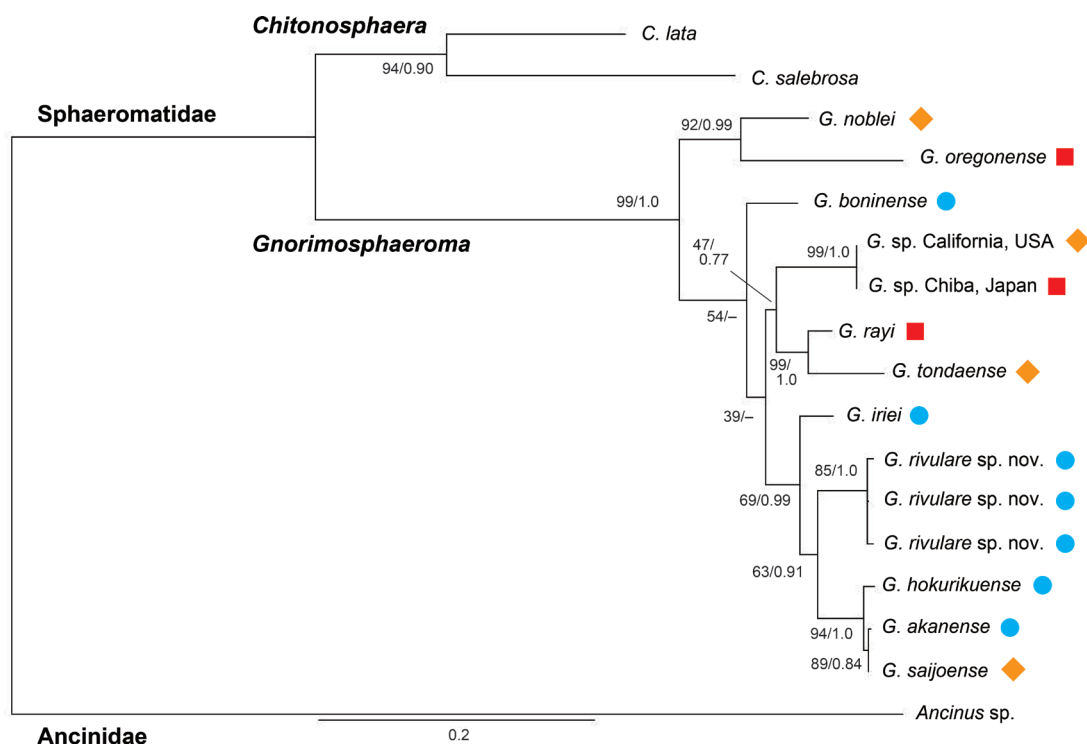 Chitonosphaera
C. lata
94/0.90
C. salebrosa
Sphaeromatidae
92/0.99
G. noblei
G. oregonense
99/1.0
G. boninense
Gnorimosphaeroma
47/
0.77
99/1.0
G. sp. California, USA
G. sp. Chiba, Japan
54/–
G. rayi
99/
1.0
G. tondaense
39/–
G. iriei
85/1.0
G. rivulare sp. nov.
69/0.99
G. rivulare sp. nov.
G. rivulare sp. nov.
63/0.91
G. hokurikuense
94/1.0
G. akanense
89/0.84
G. saijoense
Ancinus sp.
Ancinidae
0.2